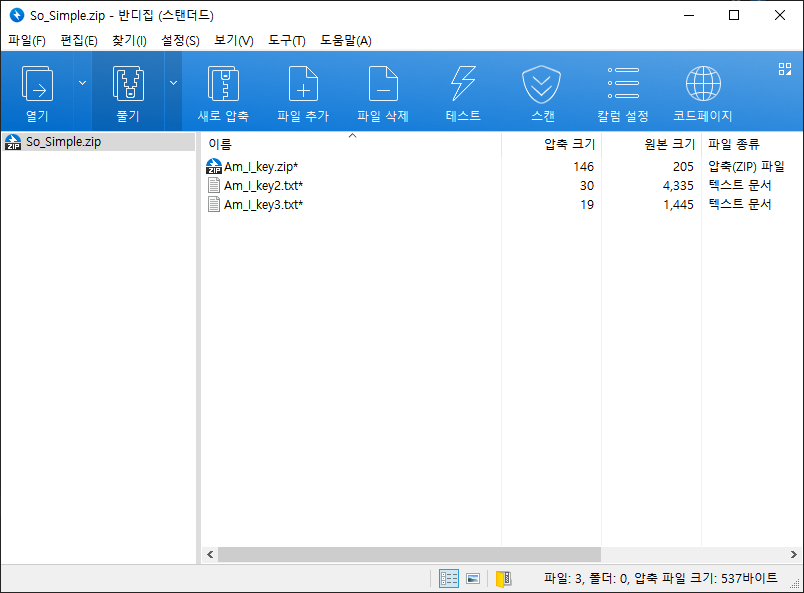 So_Simple.zip - 반디집 (스탠더드)
파일(F) 편집(E) 찾기(I) 설정(S) 보기(V) 도구(T) 도움말(A)
열기 풀기 새로 압축 파일 추가 파일 삭제 테스트 스캔 칼럼 설정 코드페이지
ZIP So_Simple.zip
이름 압축 크기 원본 크기 파일 종류
ZIP Am_I_key.zip* 146 205 압축(ZIP) 파일
Am_I_key2.txt* 30 4,335 텍스트 문서
Am_I_key3.txt* 19 1,445 텍스트 문서
파일: 3, 폴더: 0, 압축 파일 크기: 537바이트